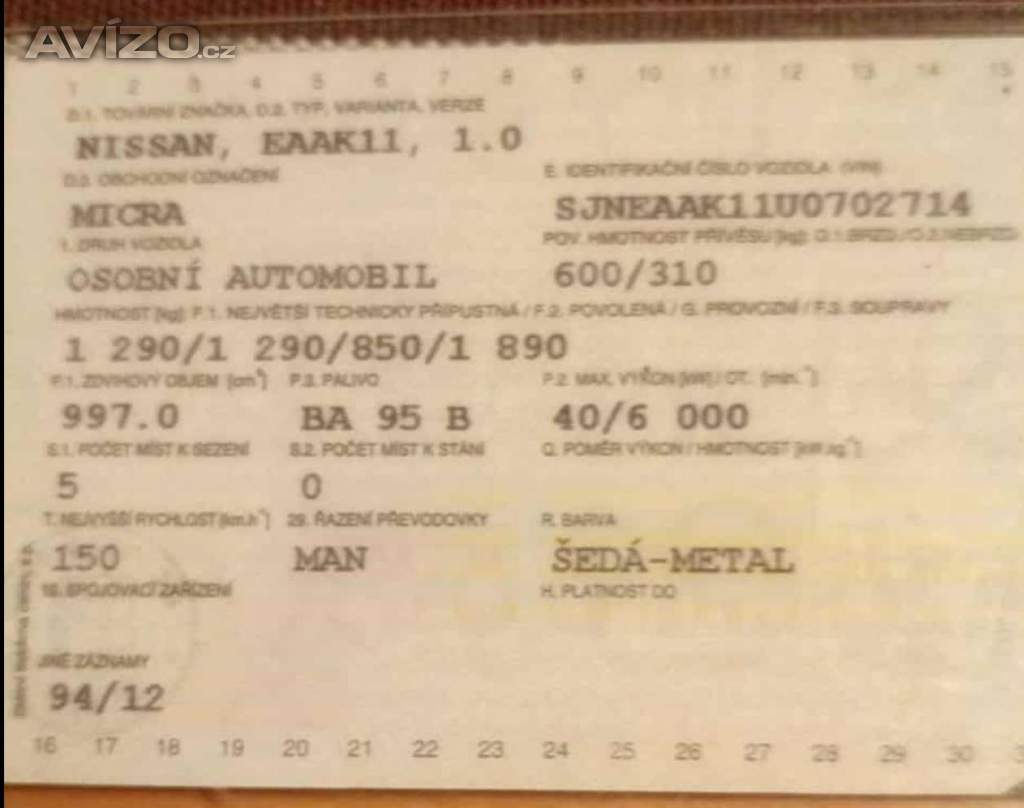 AVÍZO.cz
1 2 3 4 5 6 7 8 9 10 11 12 13 14 15
D.1. TOVÁRNÍ ZNAČKA, D.2. TYP, VARIANTA, VERZE
NISSAN, EAAK11, 1.0
D.3. OBCHODNÍ OZNAČENÍ E. IDENTIFIKAČNÍ ČÍSLO VOZIDLA (VIN)
MICRA SJNEAAK11U0702714
1. DRUH VOZIDLA POV. HMOTNOST PŘÍVĚSU [kg]: O.1 BRZD./O.2 NEBRZD.
OSOBNÍ AUTOMOBIL 600/310
HMOTNOST [kg]: F.1. NEJVĚTŠÍ TECHNICKY PŘÍPUSTNÁ / F.2. POVOLENÁ / G. PROVOZNÍ / F.3. SOUPRAVY
1 290/1 290/850/1 890
P.1. ZDVIHOVÝ OBJEM [cm³] P.3. PALIVO P.2. MAX. VÝKON [kW] / OT. [min.⁻¹]
997.0 BA 95 B 40/6 000
S.1. POČET MÍST K SEZENÍ S.2. POČET MÍST K STÁNÍ Q. POMĚR VÝKON / HMOTNOST [kW.kg⁻¹]
5 0
T. NEJVYŠŠÍ RYCHLOST [km.h⁻¹] 29. ŘAZENÍ PŘEVODOVKY R. BARVA
150 MAN ŠEDÁ-METAL
18. SPOJOVACÍ ZAŘÍZENÍ H. PLATNOST DO
JINÉ ZÁZNAMY
94/12
16 17 18 19 20 21 22 23 24 25 26 27 28 29 30